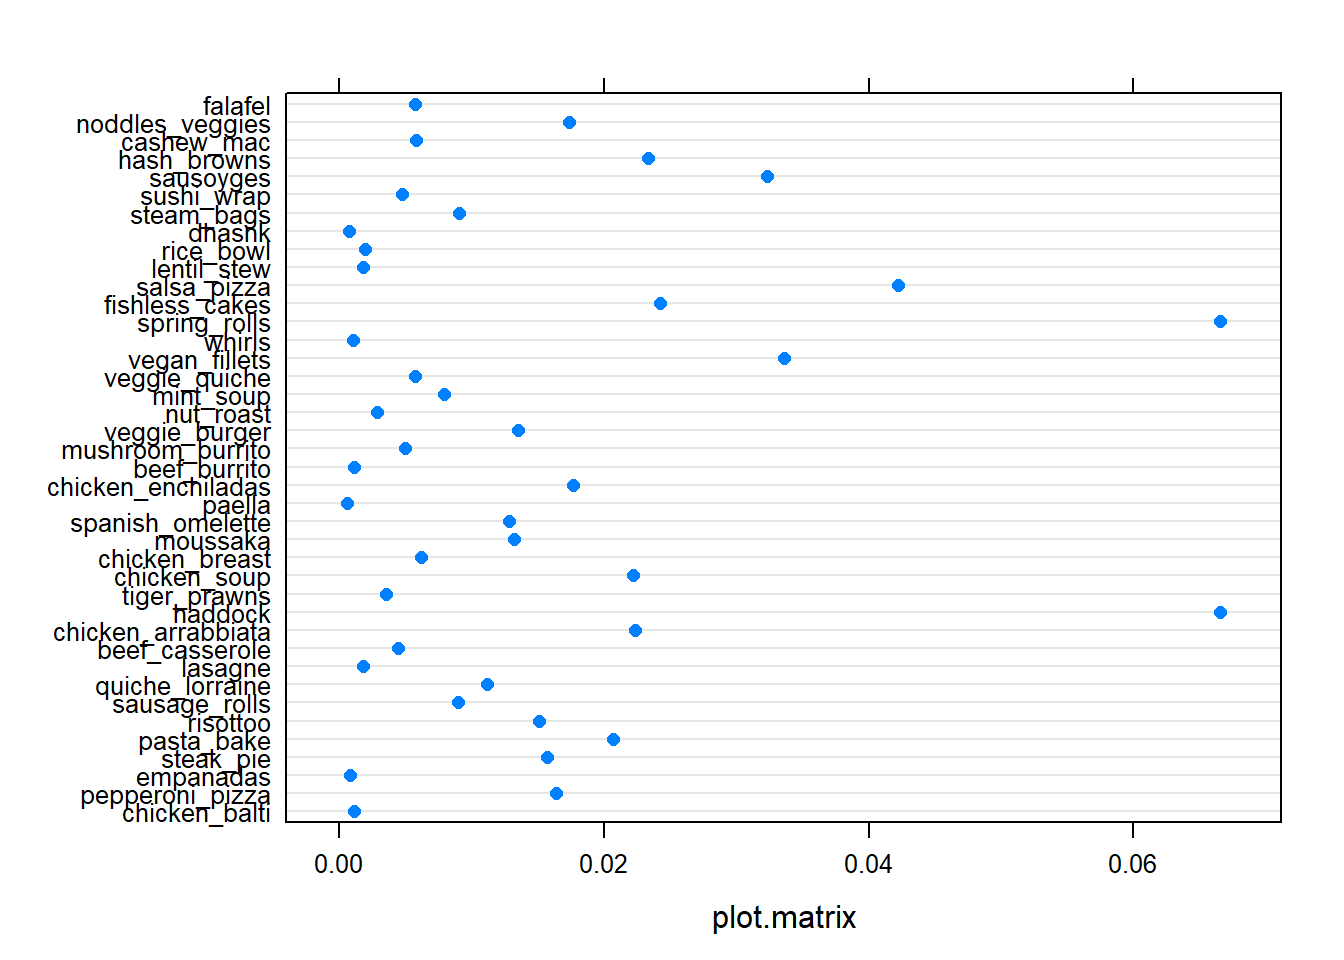 falafel
noddles_veggies
cashew_mac
hash_browns
sausoyges
sushi_wrap
steam_bags
dhashk
rice_bowl
lentil_stew
salsa_pizza
fishless_cakes
spring_rolls
whirls
vegan_fillets
veggie_quiche
mint_soup
nut_roast
veggie_burger
mushroom_burrito
beef_burrito
chicken_enchiladas
paella
spanish_omelette
moussaka
chicken_breast
chicken_soup
tiger_prawns
haddock
chicken_arrabbiata
beef_casserole
lasagne
quiche_lorraine
sausage_rolls
risottoo
pasta_bake
steak_pie
empanadas
pepperoni_pizza
chicken_balti
0.00 0.02 0.04 0.06
plot.matrix